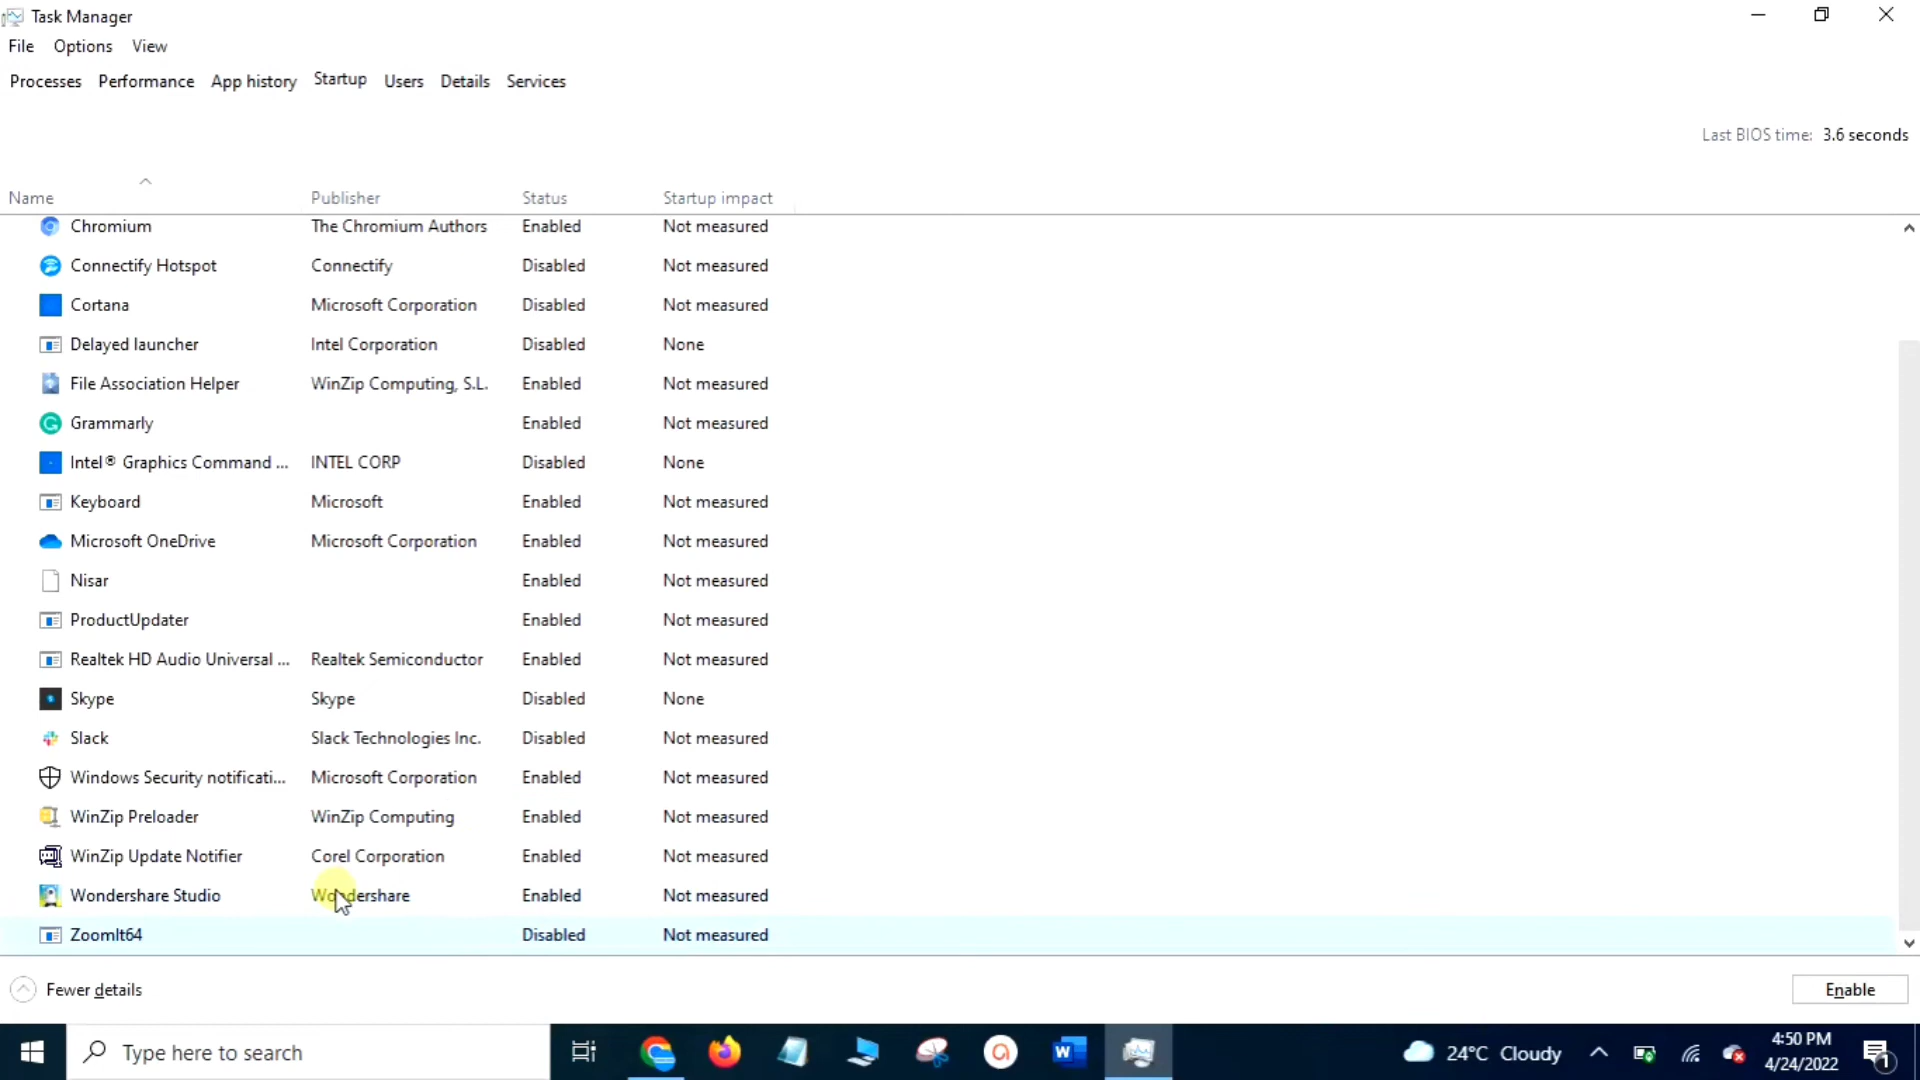 Task Manager
File Options View
Processes Performance App history Startup Users Details Services
Last BIOS time: 3.6 seconds
Name Publisher Status Startup impact
Chromium The Chromium Authors Enabled Not measured
Connectify Hotspot Connectify Disabled Not measured
Cortana Microsoft Corporation Disabled Not measured
Delayed launcher Intel Corporation Disabled None
File Association Helper WinZip Computing, S.L. Enabled Not measured
Grammarly Enabled Not measured
Intel® Graphics Command ... INTEL CORP Disabled None
Keyboard Microsoft Enabled Not measured
Microsoft OneDrive Microsoft Corporation Enabled Not measured
Nisar Enabled Not measured
ProductUpdater Enabled Not measured
Realtek HD Audio Universal ... Realtek Semiconductor Enabled Not measured
Skype Skype Disabled None
Slack Slack Technologies Inc. Disabled Not measured
Windows Security notificati... Microsoft Corporation Enabled Not measured
WinZip Preloader WinZip Computing Enabled Not measured
WinZip Update Notifier Corel Corporation Enabled Not measured
Wondershare Studio Wondershare Enabled Not measured
ZoomIt64 Disabled Not measured
Fewer details Enable
Type here to search 24°C Cloudy 4:50 PM
4/24/2022 1